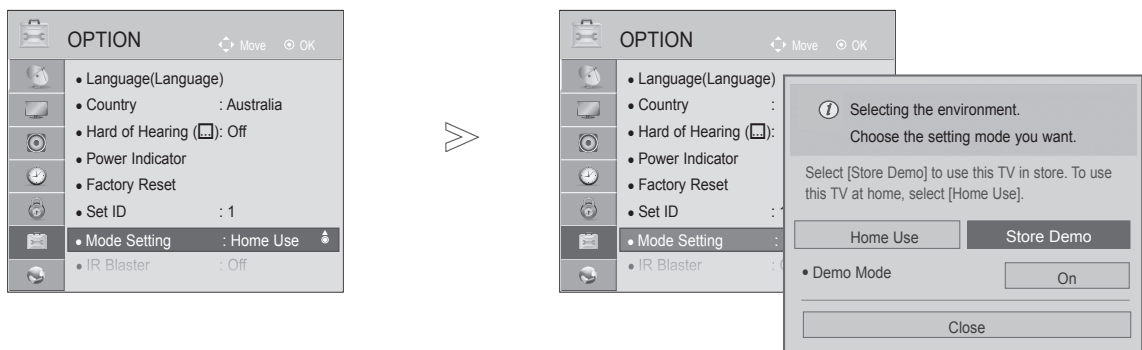 OPTION
Move OK
• Language(Language)
• Country : Australia
• Hard of Hearing ( ): Off
• Power Indicator
• Factory Reset
• Set ID : 1
• Mode Setting : Home Use
• IR Blaster : Off
OPTION
Move OK
• Language(Language)
• Country :
• Hard of Hearing ( ):
• Power Indicator
• Factory Reset
• Set ID :
• Mode Setting :
• IR Blaster :
i Selecting the environment.
Choose the setting mode you want.
Select [Store Demo] to use this TV in store. To use
this TV at home, select [Home Use].
Home Use Store Demo
• Demo Mode On
Close